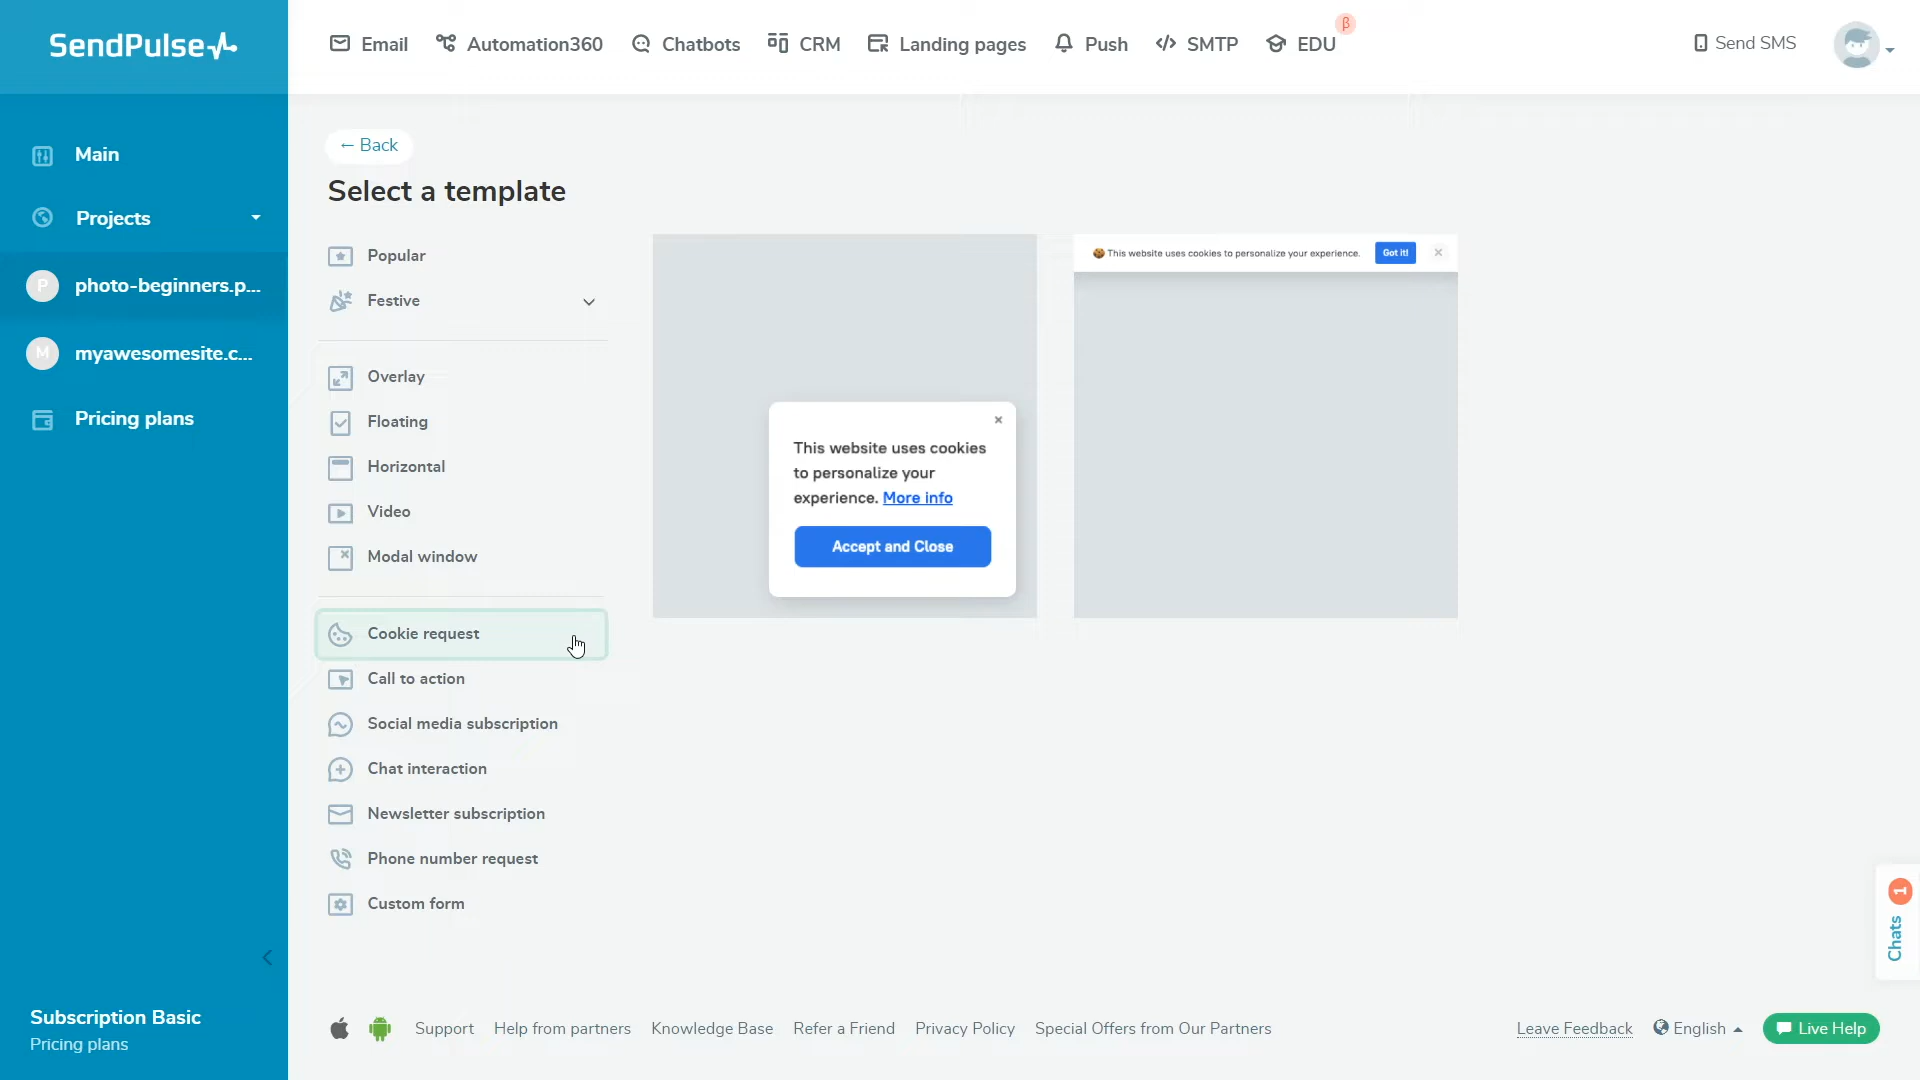 SendPulse
Email
Automation360
Chatbots
CRM
Landing pages
Push
SMTP
EDU
β
Send SMS
Main
Projects
P
photo-beginners.p...
M
myawesomesite.c...
Pricing plans
← Back
Select a template
Popular
Festive
Overlay
Floating
Horizontal
Video
Modal window
Cookie request
Call to action
Social media subscription
Chat interaction
Newsletter subscription
Phone number request
Custom form
This website uses cookies
to personalize your
experience. More info
Accept and Close
This website uses cookies to personalize your experience.
Got it!
Chats
1
Subscription Basic
Pricing plans
Support
Help from partners
Knowledge Base
Refer a Friend
Privacy Policy
Special Offers from Our Partners
Leave Feedback
English
Live Help